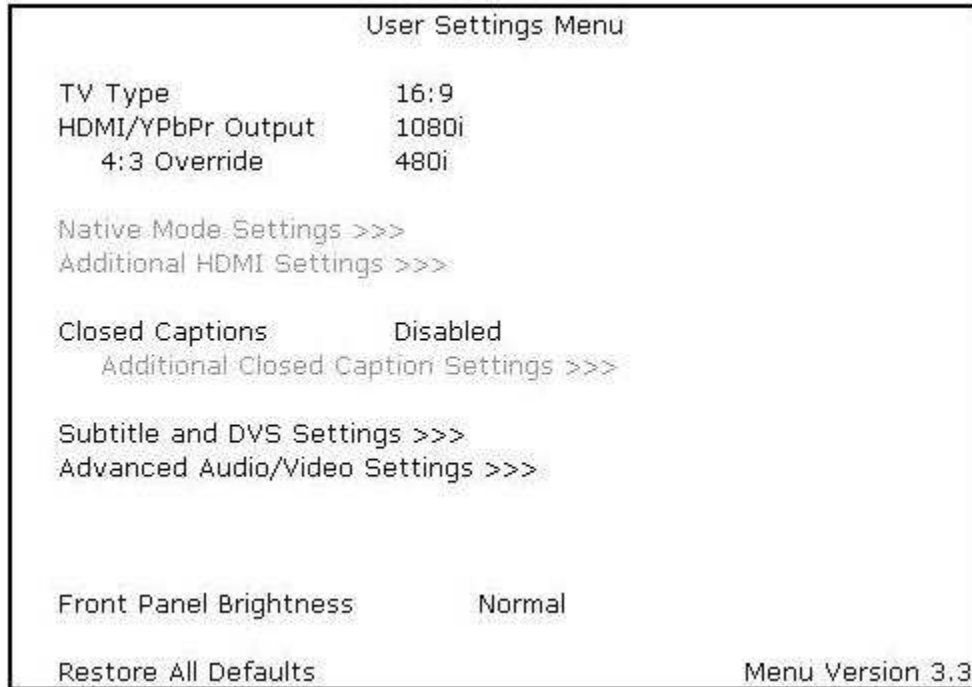 User Settings Menu
TV Type 16:9
HDMI/YPbPr Output 1080i
4:3 Override 480i
Native Mode Settings >>>
Additional HDMI Settings >>>
Closed Captions Disabled
Additional Closed Caption Settings >>>
Subtitle and DVS Settings >>>
Advanced Audio/Video Settings >>>
Front Panel Brightness Normal
Restore All Defaults Menu Version 3.3